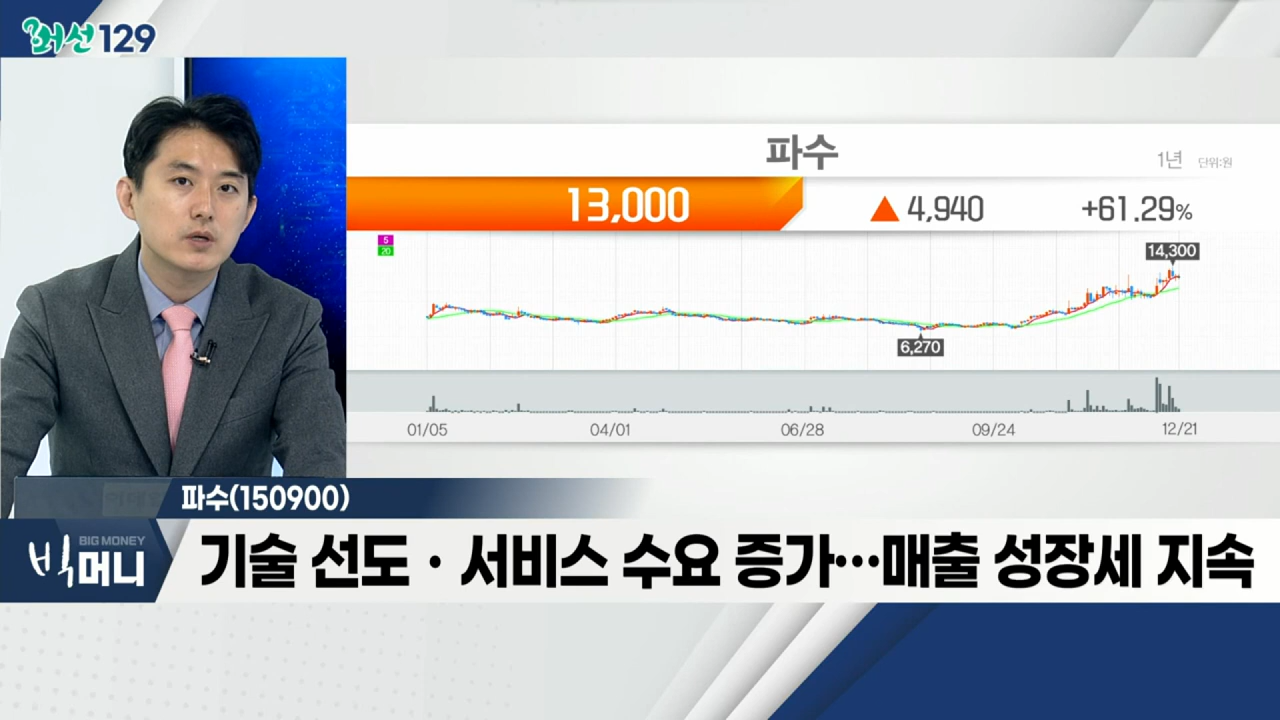 머선129
파수
1년 단위:원
13,000 ▲ 4,940 +61.29%
5
20
14,300
6,270
01/05 04/01 06/28 09/24 12/21
파수(150900)
BIG MONEY
빅머니
기술 선도·서비스 수요 증가…매출 성장세 지속